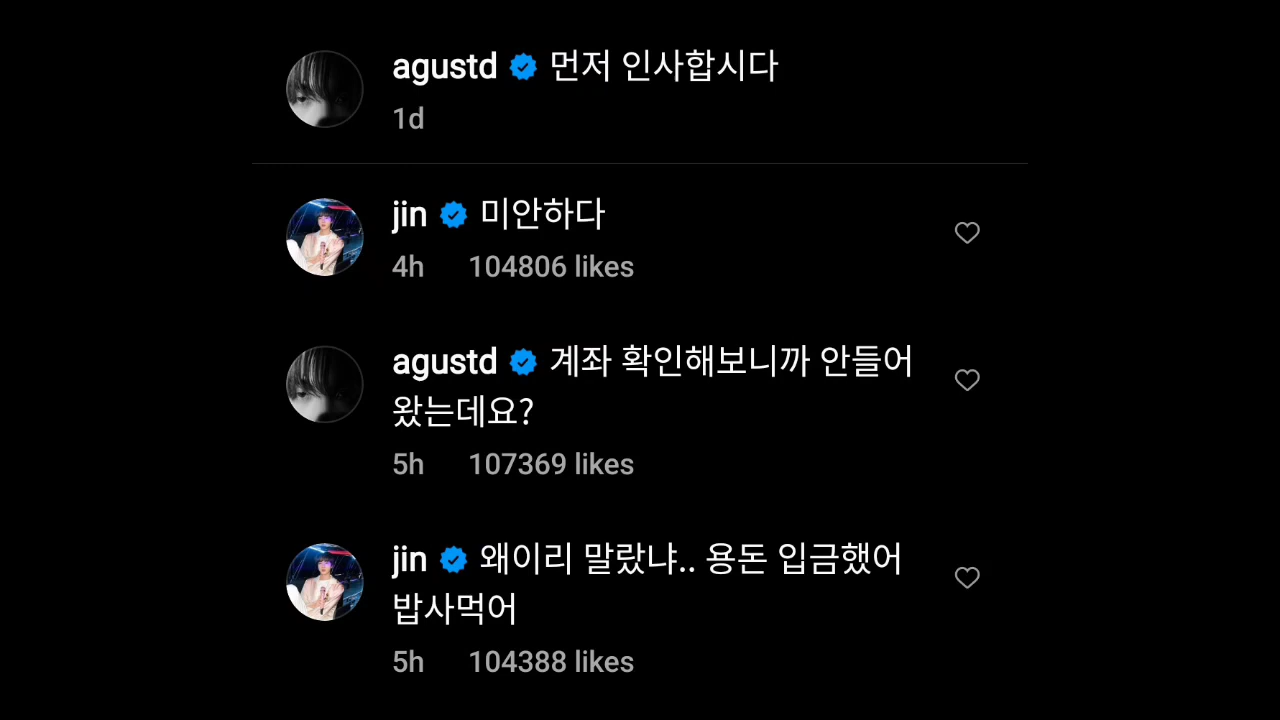 agustd 먼저 인사합시다
1d
jin 미안하다
4h 104806 likes
agustd 계좌 확인해보니까 안들어
왔는데요?
5h 107369 likes
jin 왜이리 말랐냐.. 용돈 입금했어
밥사먹어
5h 104388 likes